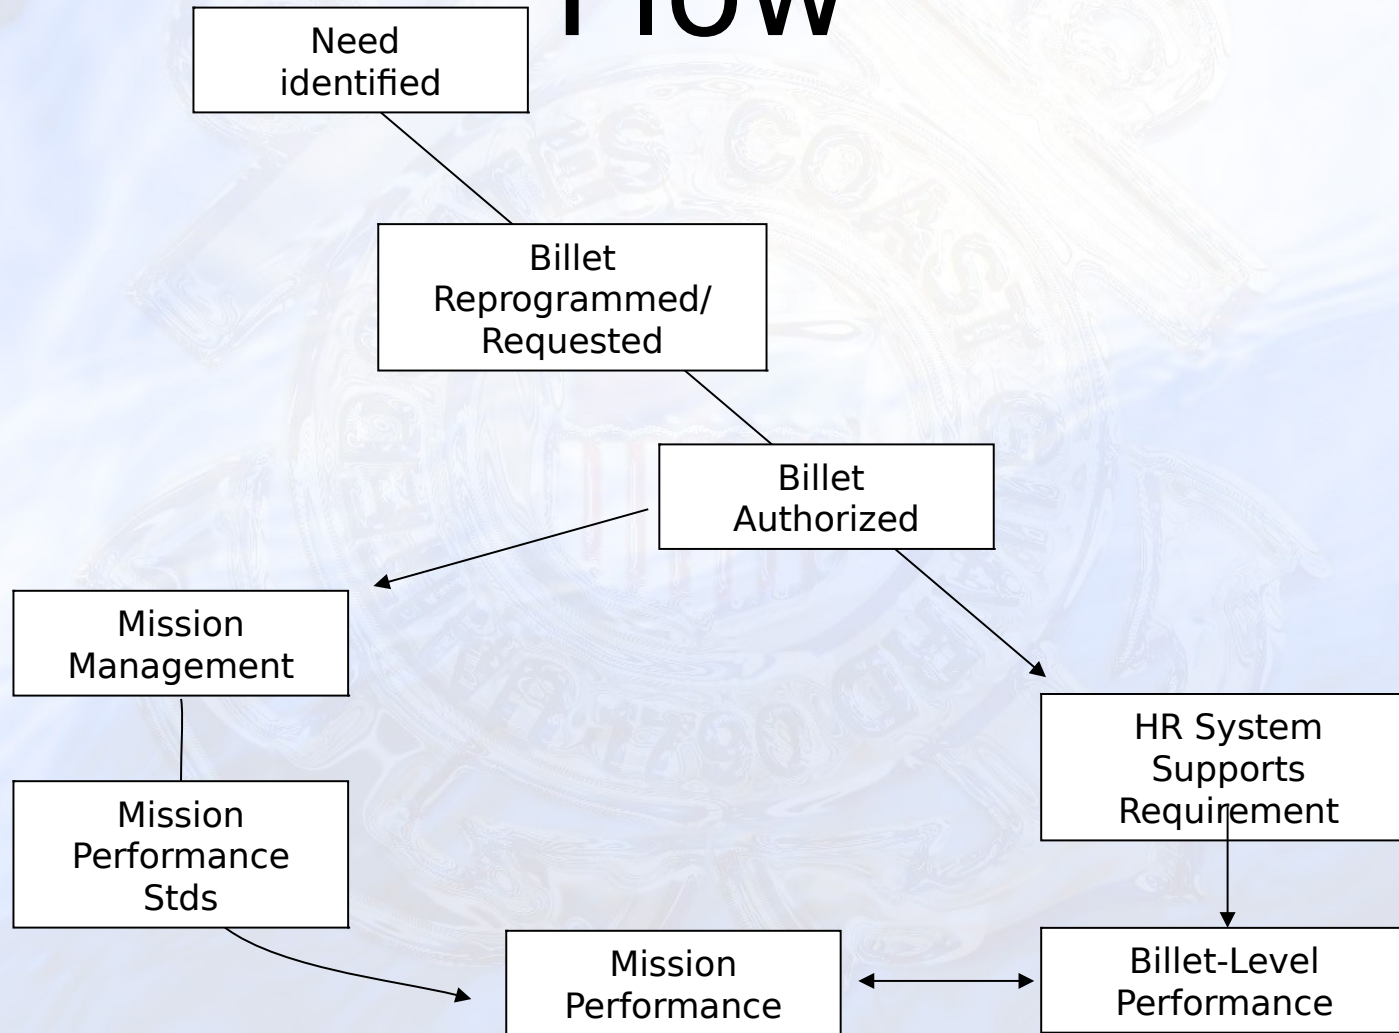 Flow
Need
identified
Billet
Reprogrammed/
Requested
Billet
Authorized
Mission
Management
HR System
Supports
Requirement
Mission
Performance
Stds
Mission
Performance
Billet-Level
Performance